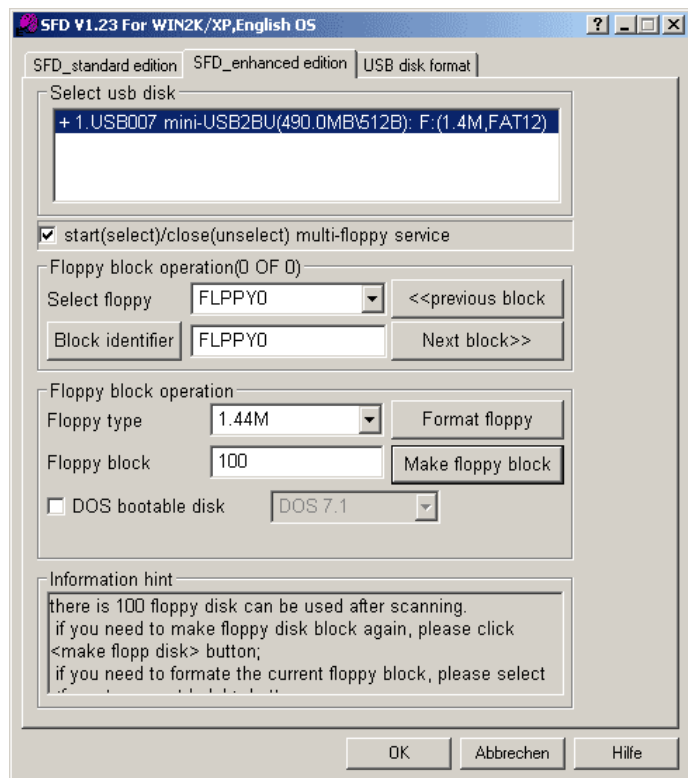 SFD V1.23 For WIN2K/XP,English OS
SFD_standard edition SFD_enhanced edition USB disk format
Select usb disk
+ 1.USB007 mini-USB2BU(490.0MB\512B): F:(1.4M,FAT12)
start(select)/close(unselect) multi-floppy service
Floppy block operation(0 OF 0)
Select floppy FLPPY0 <<previous block
Block identifier FLPPY0 Next block>>
Floppy block operation
Floppy type 1.44M Format floppy
Floppy block 100 Make floppy block
DOS bootable disk DOS 7.1
Information hint
there is 100 floppy disk can be used after scanning.
if you need to make floppy disk block again, please click
<make flopp disk> button;
if you need to formate the current floppy block, please select
OK Abbrechen Hilfe